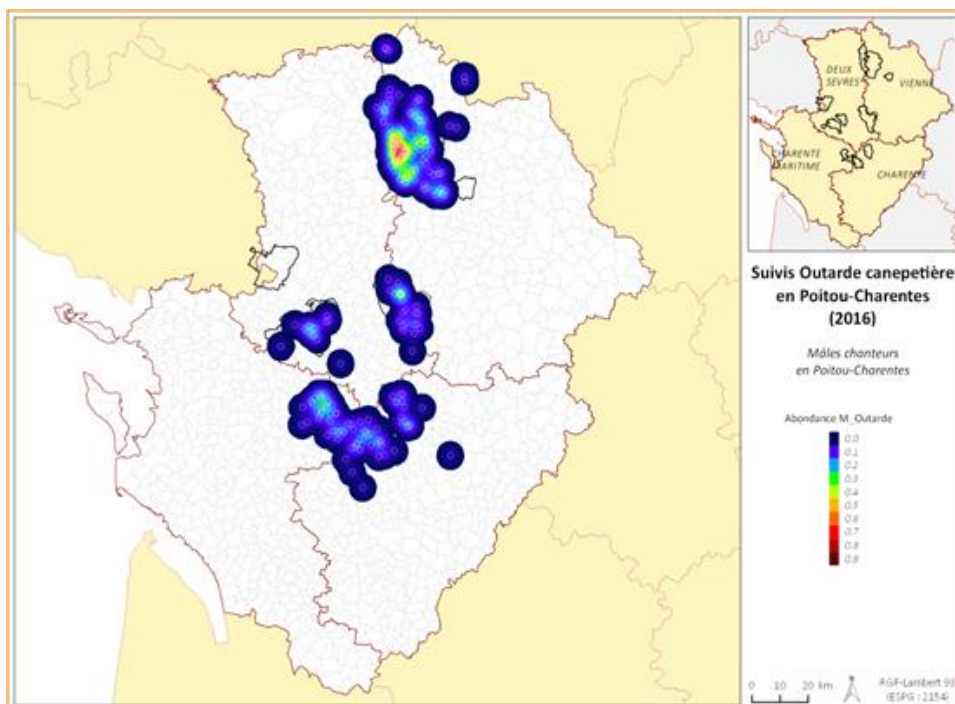 DEUX
SEVRES
VIENNE
CHARENTE
MARITIME
CHARENTE
Suivis Outarde canepetière
en Poitou-Charentes
(2016)
Mâles chanteurs
en Poitou-Charentes
Abondance M_Outarde
0.0
0.1
0.2
0.3
0.4
0.5
0.6
0.7
0.8
0.9
0 10 20 km
RGF-Lambert 93
(ESPG : 2154)